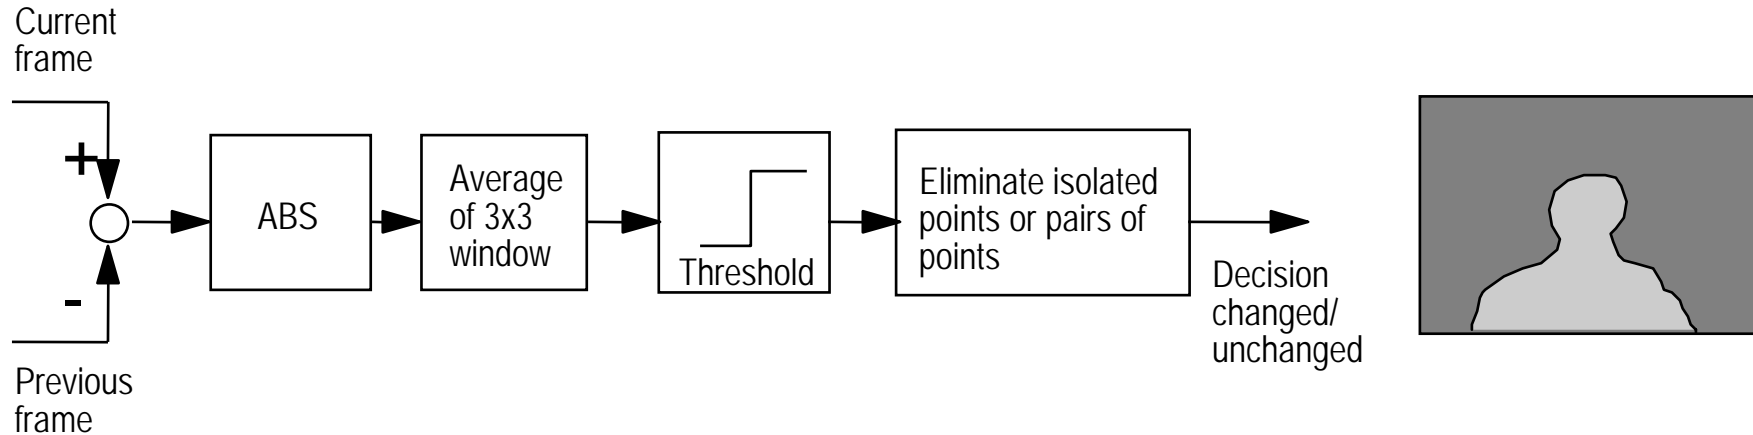 Current
frame
+
-
Previous
frame
ABS
Average
of 3x3
window
Threshold
Eliminate isolated
points or pairs of
points
Decision
changed/
unchanged